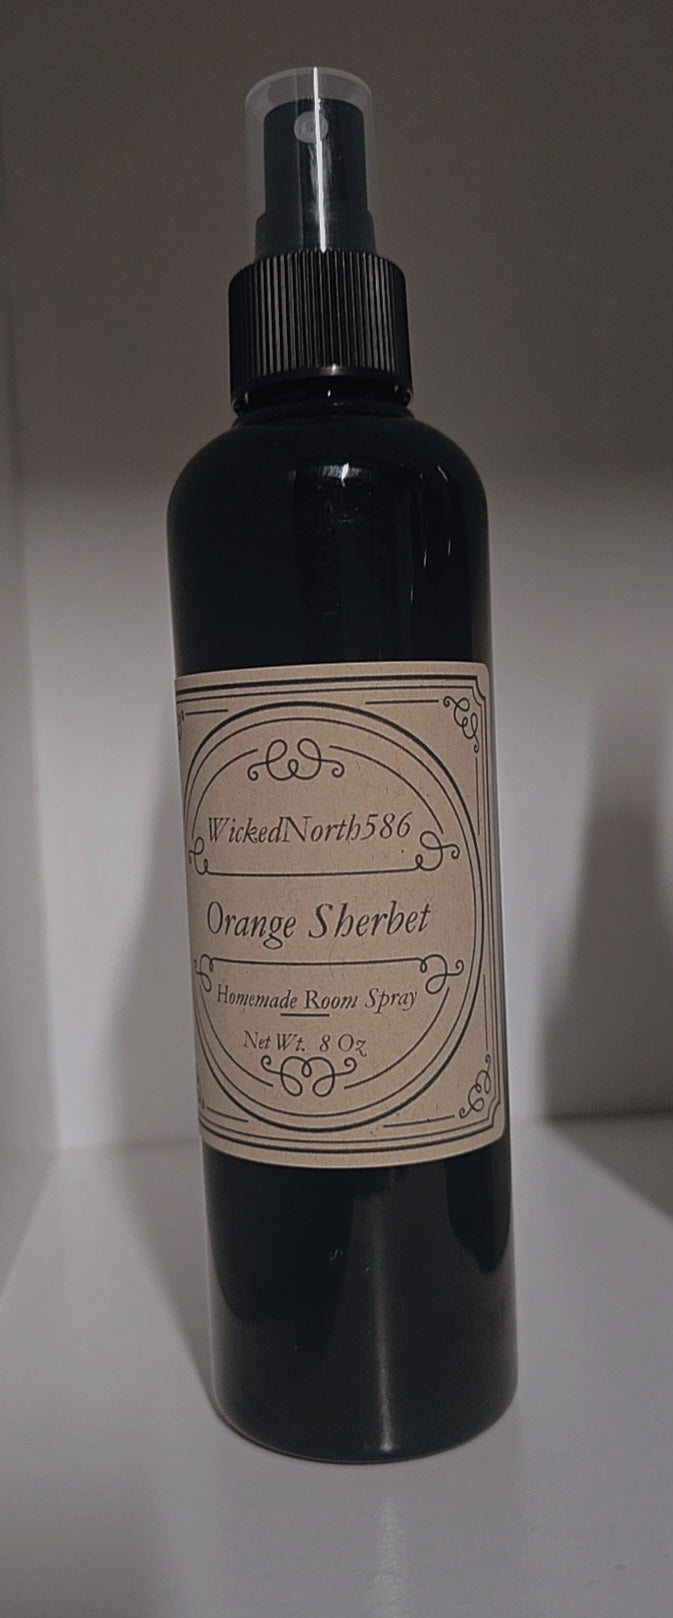 WickedNorth586
Orange Sherbet
Homemade Room Spray
Net Wt. 8 Oz